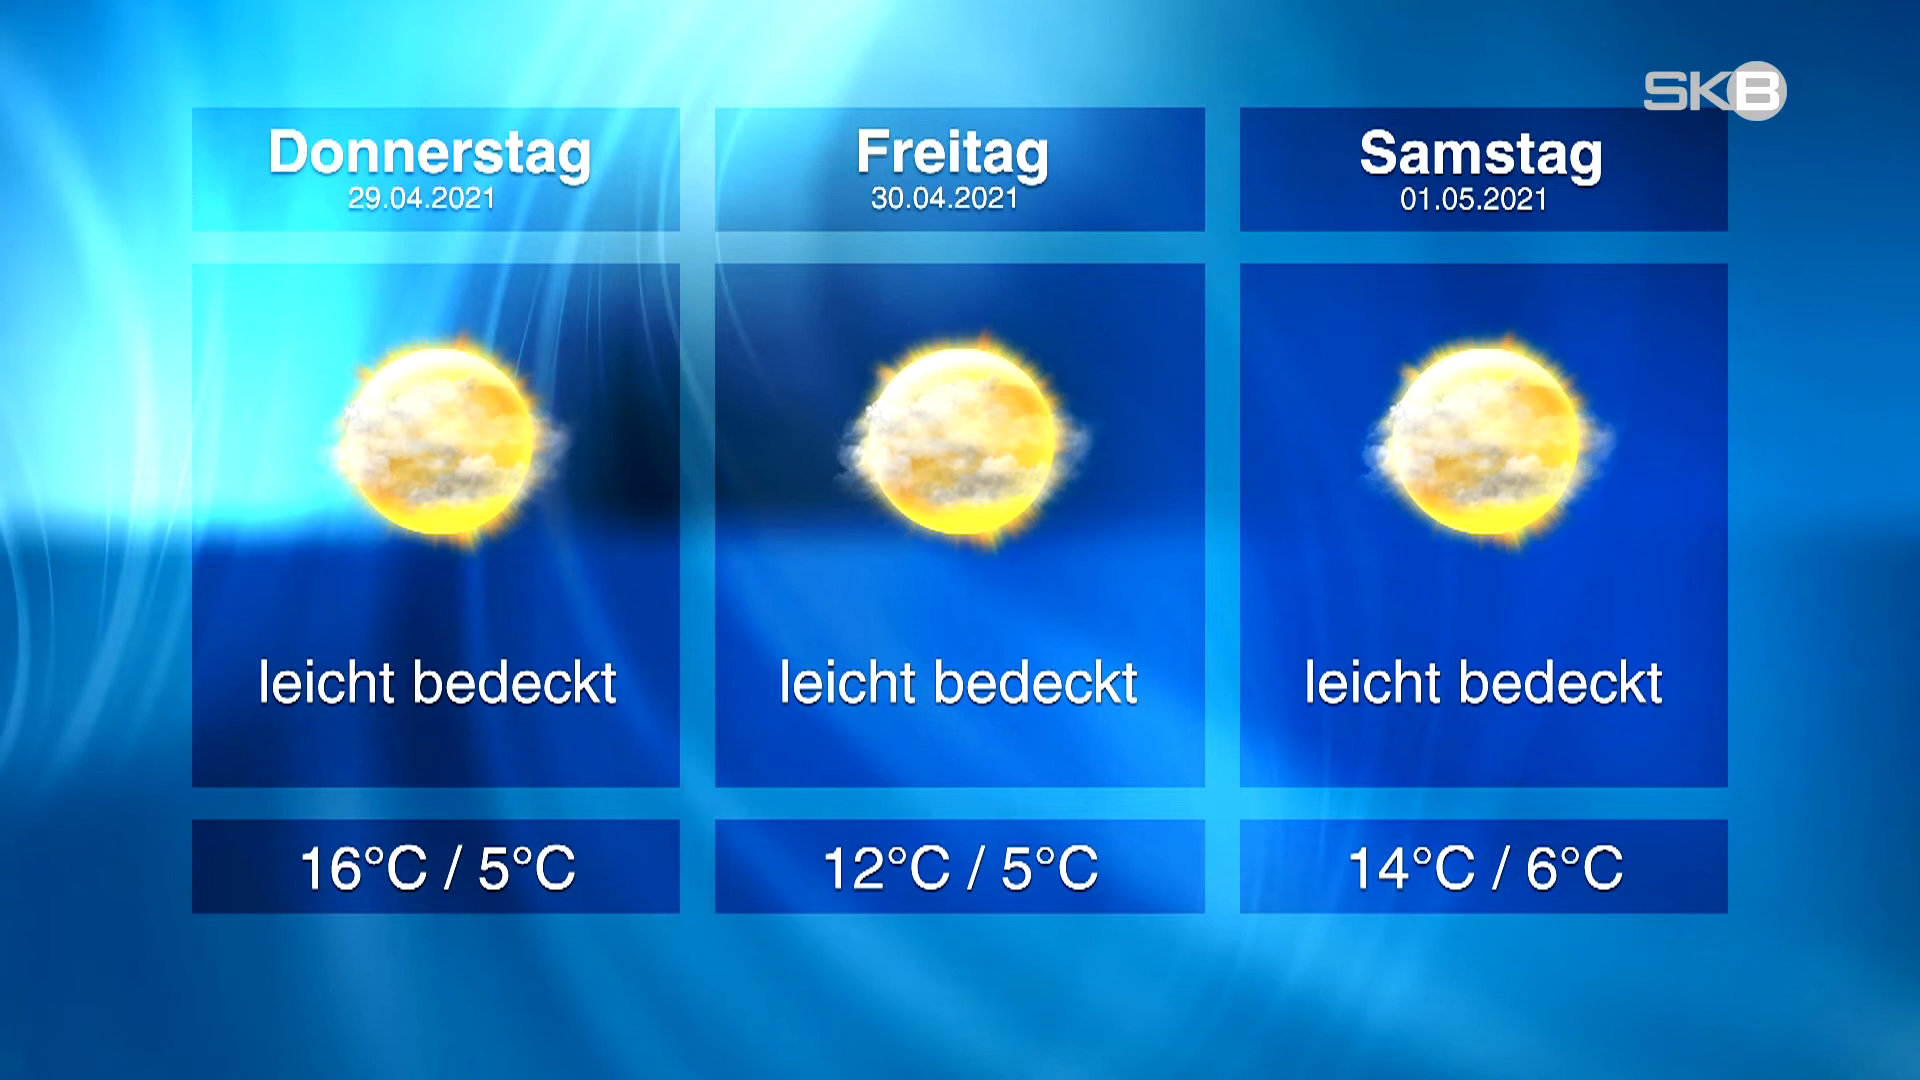 SKB
Donnerstag
29.04.2021
leicht bedeckt
16°C / 5°C
Freitag
30.04.2021
leicht bedeckt
12°C / 5°C
Samstag
01.05.2021
leicht bedeckt
14°C / 6°C